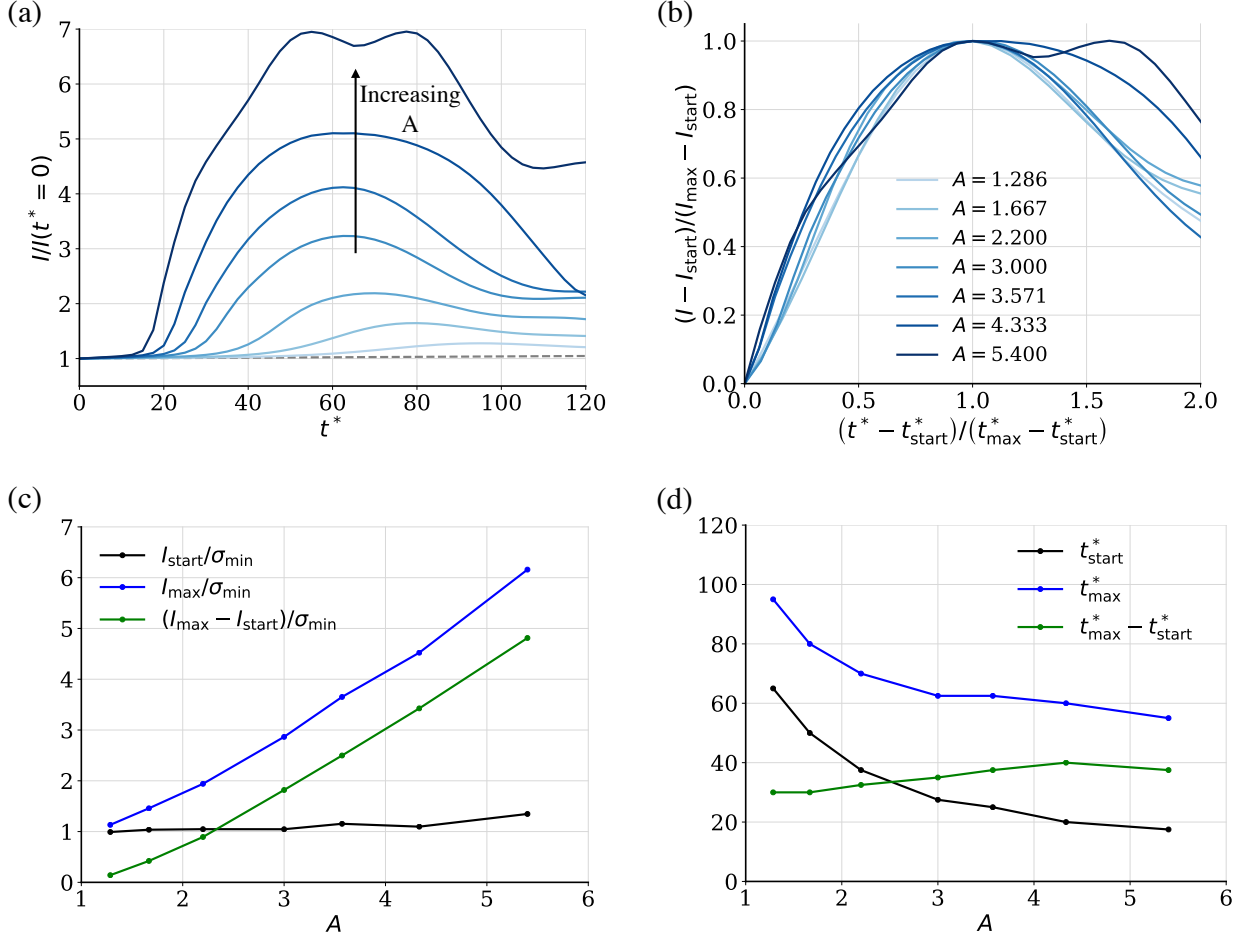 (a)
7
6
5
4
3
2
1
I/(t* = 0)
Increasing
A
0 20 40 60 80 100 120
t*
(b)
1.0
0.8
0.6
0.4
0.2
0.0
(I − I_start)/(I_max − I_start)
A = 1.286
A = 1.667
A = 2.200
A = 3.000
A = 3.571
A = 4.333
A = 5.400
0.0 0.5 1.0 1.5 2.0
(t* − t*_start)/(t*_max − t*_start)
(c)
7
6
5
4
3
2
1
0
I_start/σ_min
I_max/σ_min
(I_max − I_start)/σ_min
1 2 3 4 5 6
A
(d)
120
100
80
60
40
20
0
t*_start
t*_max
t*_max − t*_start
1 2 3 4 5 6
A